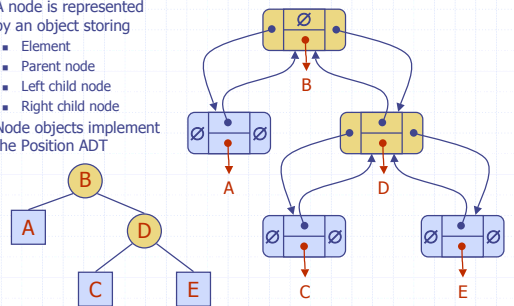 A node is represented
by an object storing
Element
Parent node
Left child node
Right child node
Node objects implement
the Position ADT
∅
B
∅ ∅
A
D
B
A
D
∅ ∅
∅ ∅
C
E
C
E